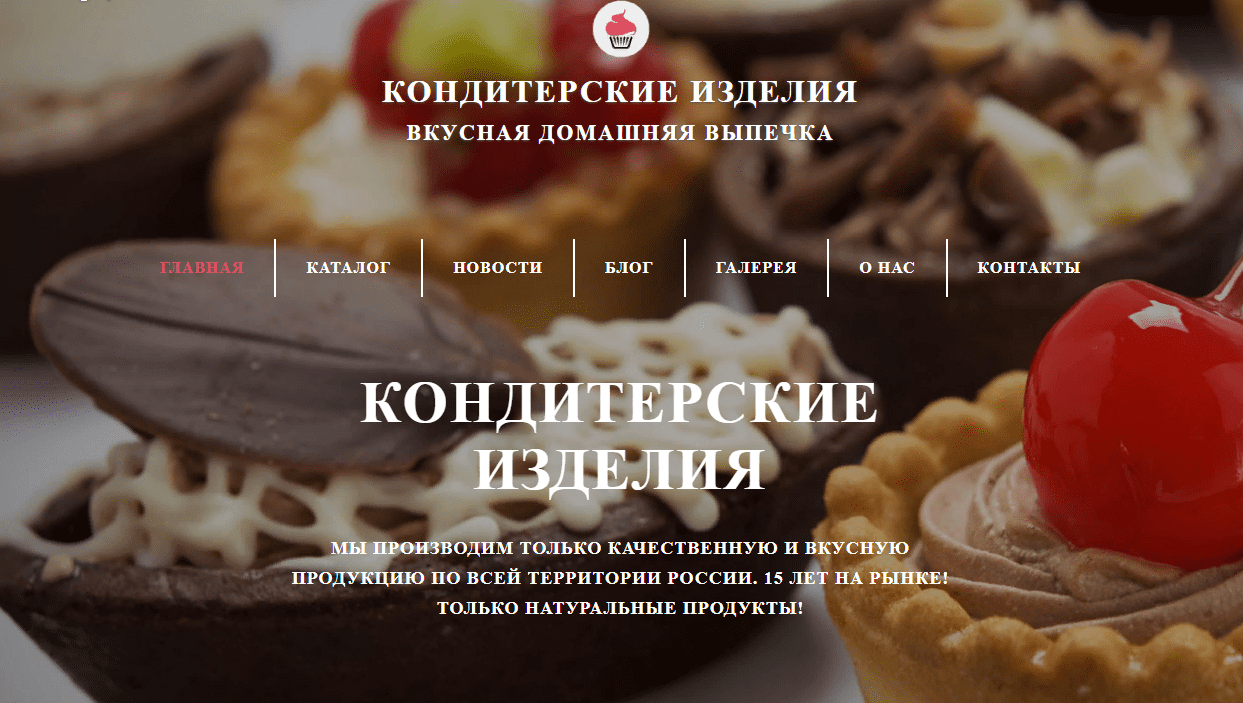 КОНДИТЕРСКИЕ ИЗДЕЛИЯ
ВКУСНАЯ ДОМАШНЯЯ ВЫПЕЧКА
ГЛАВНАЯ КАТАЛОГ НОВОСТИ БЛОГ ГАЛЕРЕЯ О НАС КОНТАКТЫ
КОНДИТЕРСКИЕ
ИЗДЕЛИЯ
МЫ ПРОИЗВОДИМ ТОЛЬКО КАЧЕСТВЕННУЮ И ВКУСНУЮ
ПРОДУКЦИЮ ПО ВСЕЙ ТЕРРИТОРИИ РОССИИ. 15 ЛЕТ НА РЫНКЕ!
ТОЛЬКО НАТУРАЛЬНЫЕ ПРОДУКТЫ!